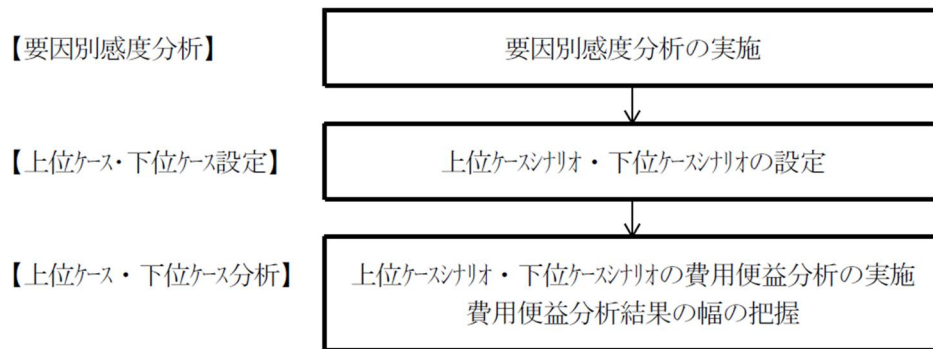 【要因別感度分析】
要因別感度分析の実施
【上位ｹｰｽ・下位ｹｰｽ設定】
上位ｹｰｽｼﾅﾘｵ・下位ｹｰｽｼﾅﾘｵの設定
【上位ｹｰｽ・下位ｹｰｽ分析】
上位ｹｰｽｼﾅﾘｵ・下位ｹｰｽｼﾅﾘｵの費用便益分析の実施
費用便益分析結果の幅の把握